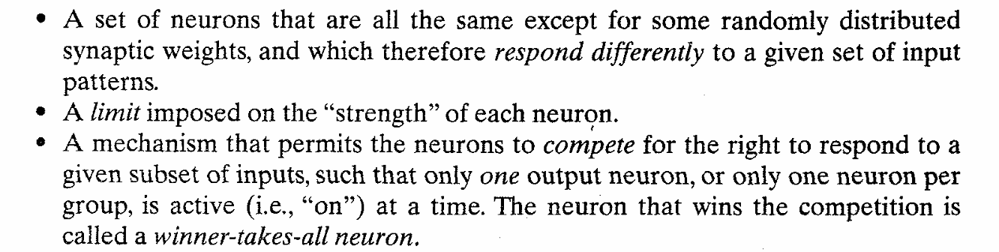 • A set of neurons that are all the same except for some randomly distributed
synaptic weights, and which therefore respond differently to a given set of input
patterns.
• A limit imposed on the “strength” of each neuron.
• A mechanism that permits the neurons to compete for the right to respond to a
given subset of inputs, such that only one output neuron, or only one neuron per
group, is active (i.e., “on”) at a time. The neuron that wins the competition is
called a winner-takes-all neuron.